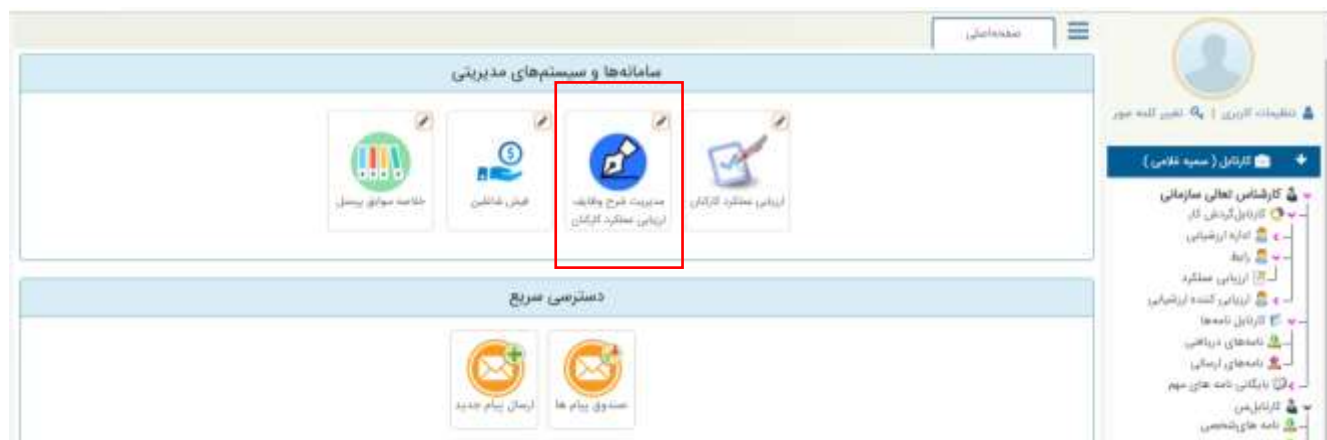 صفحه‌اصلی
سامانه‌ها و سیستم‌های مدیریتی
ارزیابی عملکرد کارکنان
مدیریت شرح وظایف
ارزیابی عملکرد کارکنان
فیش شاغلین
خلاصه سوابق پرسنل
دسترسی سریع
صندوق پیام ها
ارسال پیام جدید
تنظیمات کاربری | تغییر کلمه عبور
کارتابل ( سمیه غلامی )
کارشناس تعالی سازمانی
کارتابل گردش کار
اداره ارزشیابی
رابط
ارزیابی عملکرد
ارزیابی کننده ارزشیابی
کارتابل نامه‌ها
نامه‌های دریافتی
نامه‌های ارسالی
بایگانی نامه های مهم
کارتابل‌من
نامه های‌شخصی